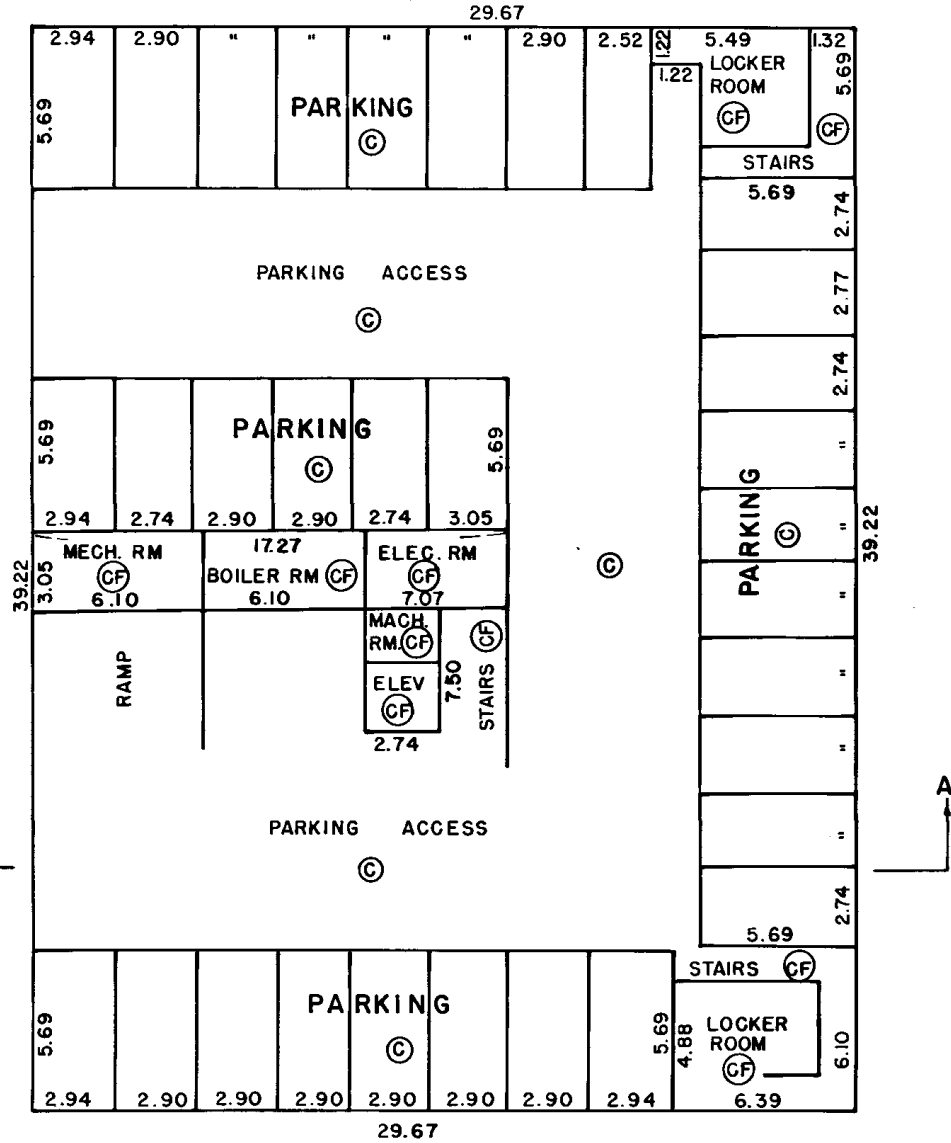 29.67
2.94 2.90 " " " " 2.90 2.52 1.22 5.49 1.32
1.22 LOCKER
ROOM
5.69
5.69
PARKING
C
CF
CF
STAIRS
5.69
2.74
PARKING ACCESS
C
2.77
2.74
5.69
PARKING
C
5.69
"
2.94 2.74 2.90 2.90 2.74 3.05
PARKING
C
"
39.22
39.22
MECH. RM
CF
3.05
6.10
17.27
BOILER RM CF
6.10
ELEC. RM
CF
7.07
C
"
MACH.
RM. CF
CF
STAIRS
7.50
RAMP
ELEV
CF
2.74
"
"
"
A
PARKING ACCESS
C
2.74
5.69
STAIRS CF
5.69
PARKING
C
5.69
4.88
LOCKER
ROOM
CF
6.10
2.94 2.90 2.90 2.90 2.90 2.90 2.90 2.94 6.39
29.67